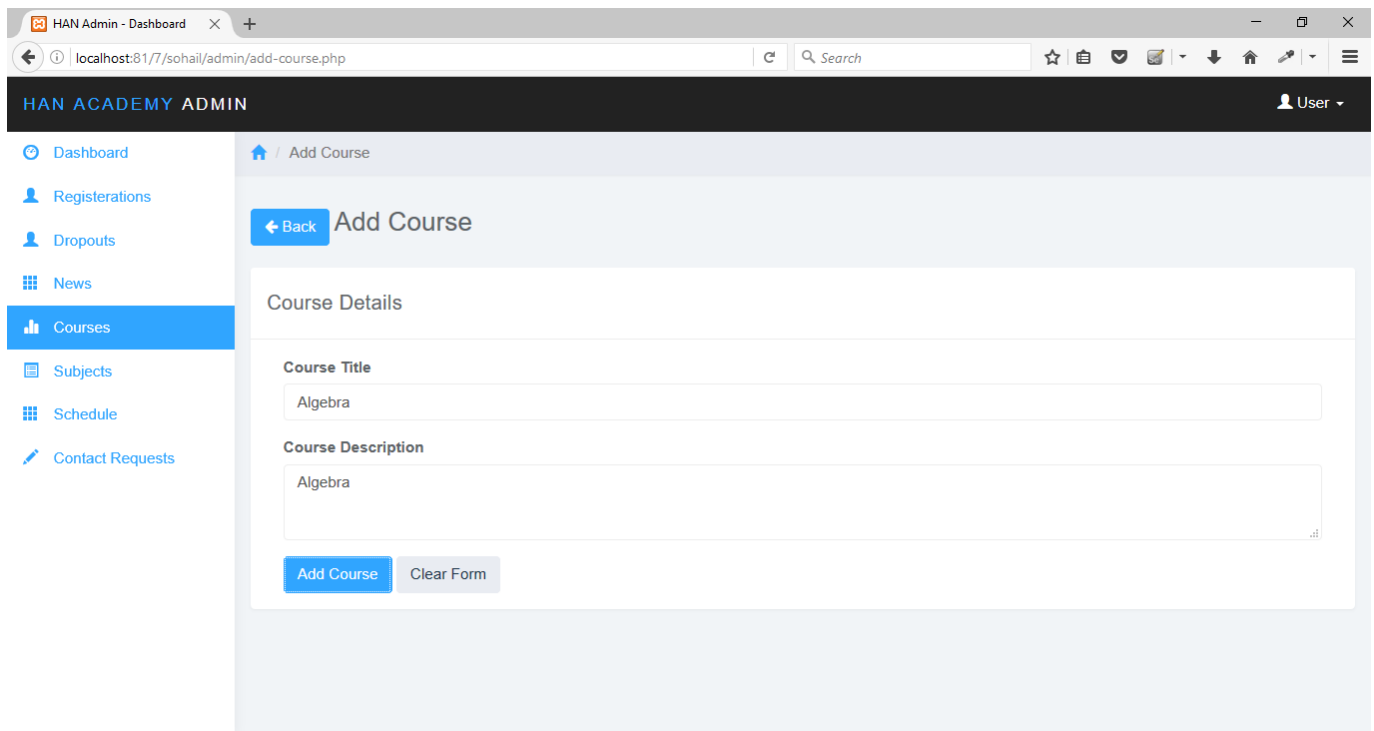 HAN Admin - Dashboard
localhost:81/7/sohail/admin/add-course.php
Search
HAN ACADEMY ADMIN
User
Dashboard
/ Add Course
Registerations
Back Add Course
Dropouts
News
Course Details
Courses
Course Title
Subjects
Algebra
Schedule
Course Description
Contact Requests
Algebra
Add Course Clear Form